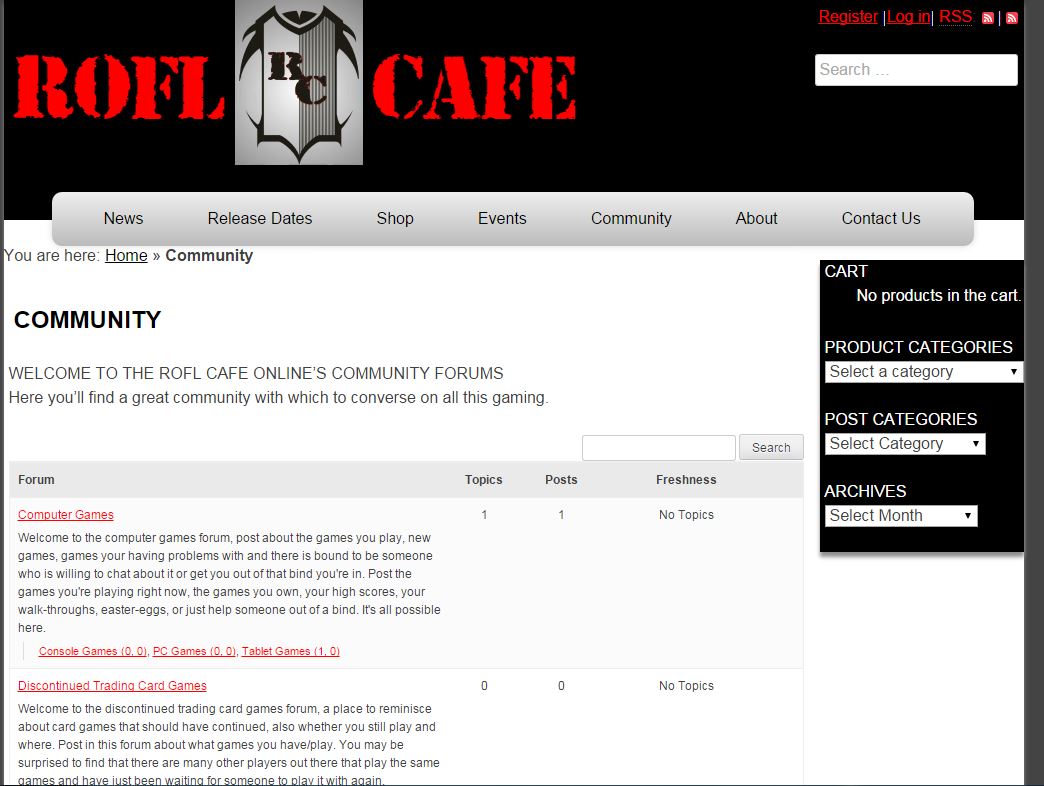 Register |Log in| RSS |
ROFL RC CAFE
Search …
News Release Dates Shop Events Community About Contact Us
You are here: Home » Community
COMMUNITY
WELCOME TO THE ROFL CAFE ONLINE’S COMMUNITY FORUMS
Here you’ll find a great community with which to converse on all this gaming.
Search
Forum Topics Posts Freshness
Computer Games 1 1 No Topics
Welcome to the computer games forum, post about the games you play, new
games, games your having problems with and there is bound to be someone
who is willing to chat about it or get you out of that bind you're in. Post the
games you're playing right now, the games you own, your high scores, your
walk-throughs, easter-eggs, or just help someone out of a bind. It's all possible
here.
Console Games (0, 0), PC Games (0, 0), Tablet Games (1, 0)
Discontinued Trading Card Games 0 0 No Topics
Welcome to the discontinued trading card games forum, a place to reminisce
about card games that should have continued, also whether you still play and
where. Post in this forum about what games you have/play. You may be
surprised to find that there are many other players out there that play the same
games and have just been waiting for someone to play it with again.
CART
No products in the cart.
PRODUCT CATEGORIES
Select a category
POST CATEGORIES
Select Category
ARCHIVES
Select Month